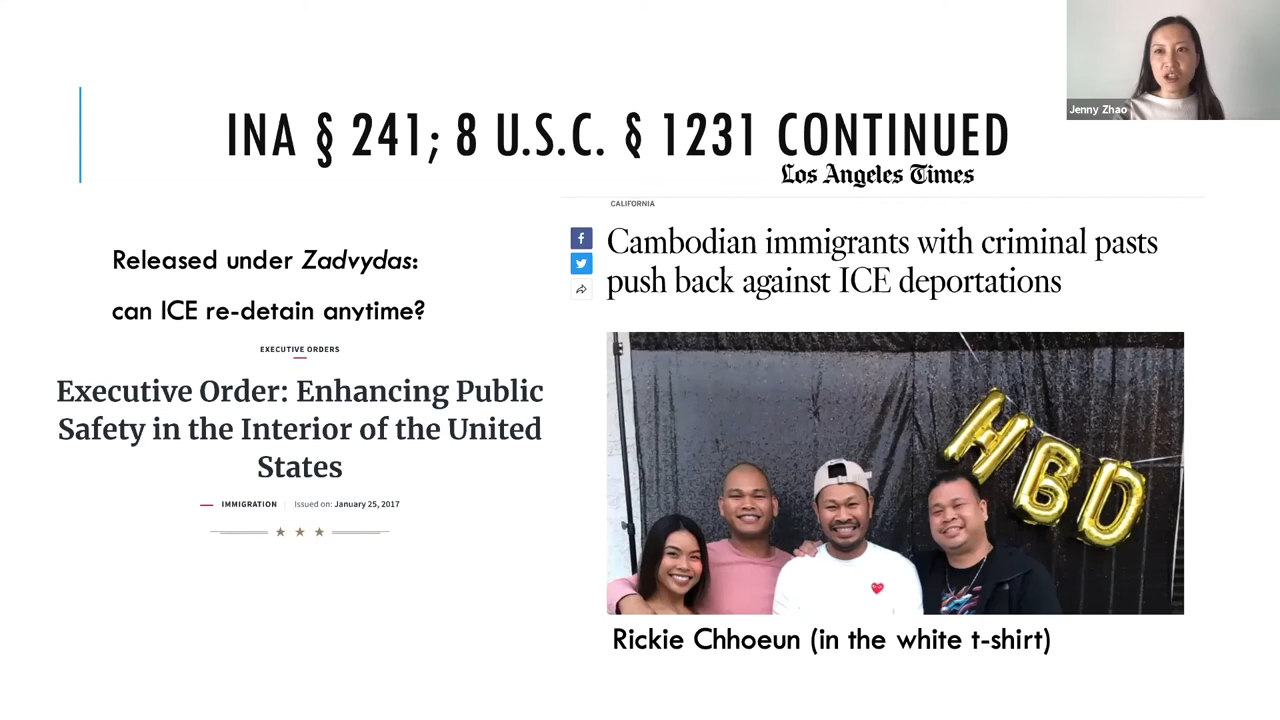 Jenny Zhao
INA § 241; 8 U.S.C. § 1231 CONTINUED
Los Angeles Times
Released under Zadvydas:
can ICE re-detain anytime?
EXECUTIVE ORDERS
Executive Order: Enhancing Public
Safety in the Interior of the United
States
IMMIGRATION Issued on: January 25, 2017
CALIFORNIA
Cambodian immigrants with criminal pasts
push back against ICE deportations
HBD
Rickie Chhoeun (in the white t-shirt)